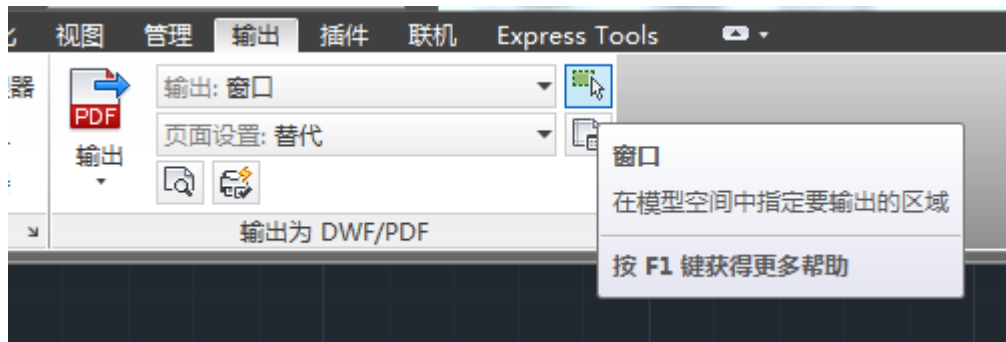 视图 管理 输出 插件 联机 Express Tools
器
PDF
输出
输出: 窗口
页面设置: 替代
输出为 DWF/PDF
窗口
在模型空间中指定要输出的区域
按 F1 键获得更多帮助